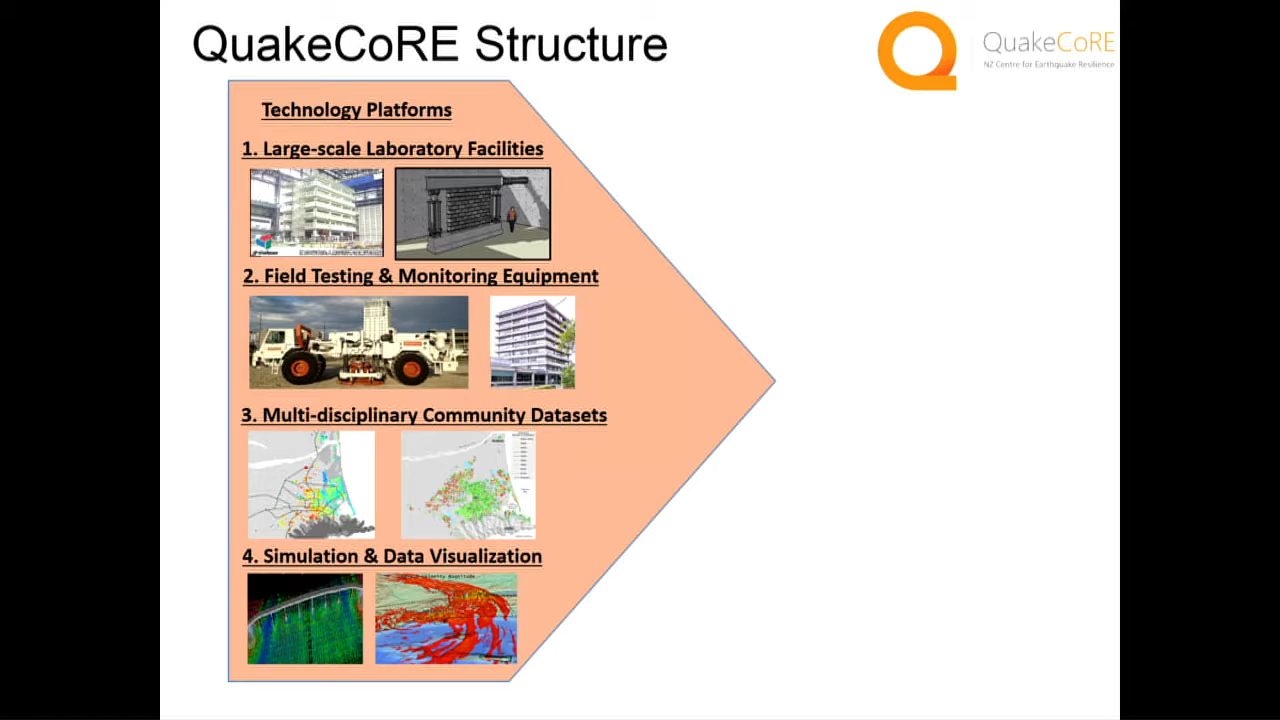 QuakeCoRE Structure
QuakeCoRE
NZ Centre for Earthquake Resilience
Technology Platforms
1. Large-scale Laboratory Facilities
2. Field Testing & Monitoring Equipment
3. Multi-disciplinary Community Datasets
4. Simulation & Data Visualization